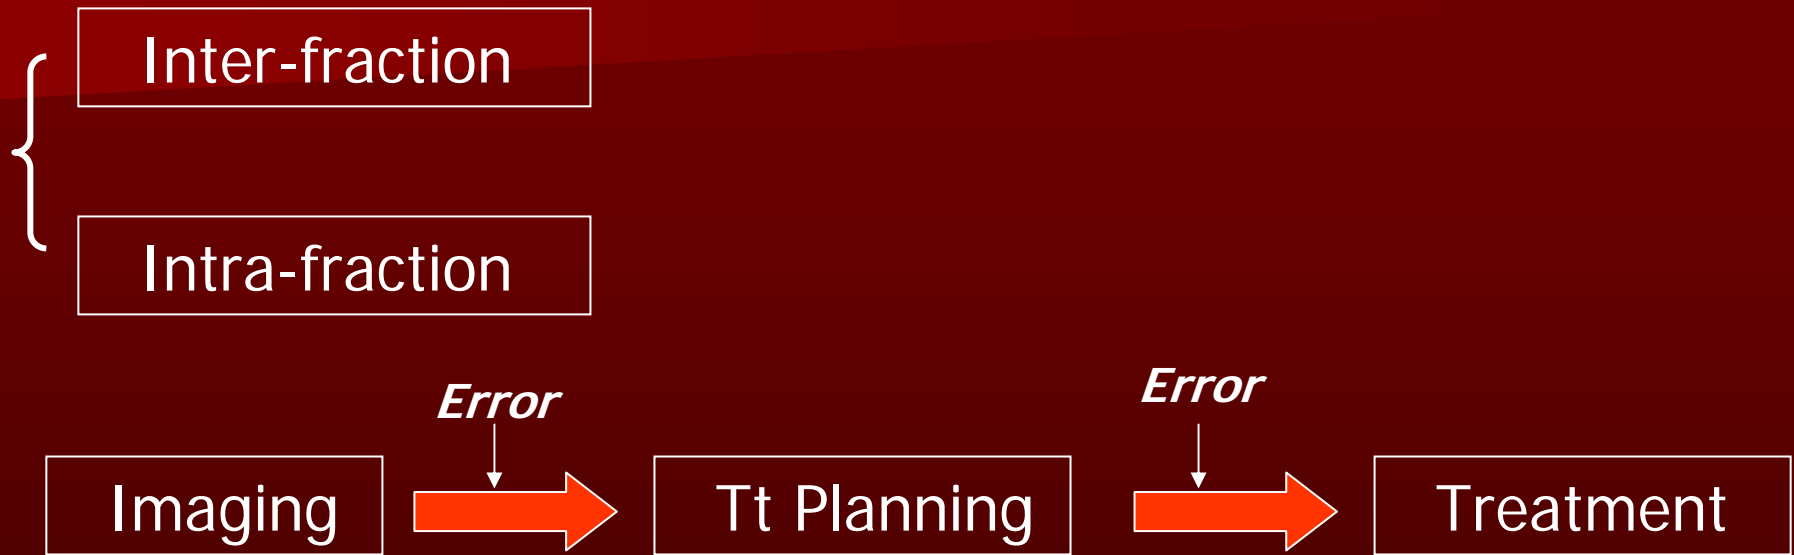 Inter-fraction
Intra-fraction
Error
Error
Imaging
Tt Planning
Treatment